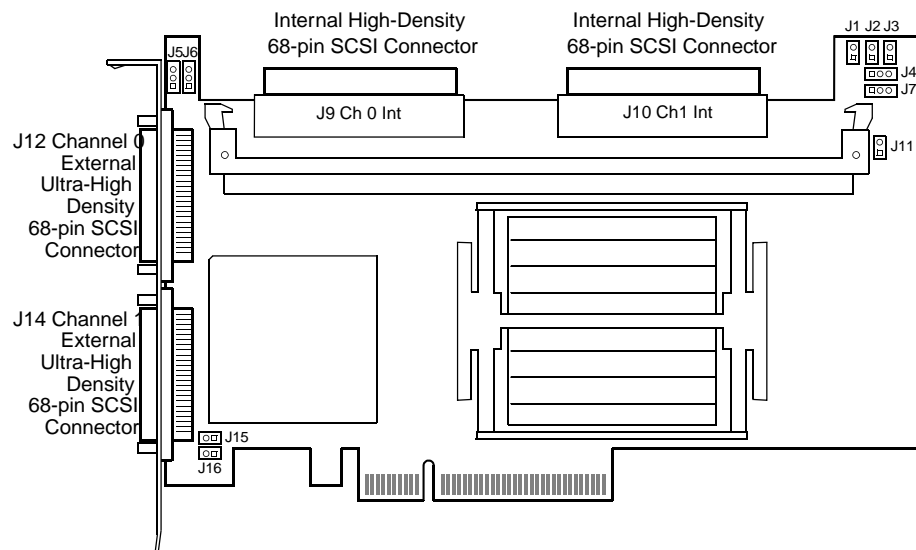 Internal High-Density
68-pin SCSI Connector
Internal High-Density
68-pin SCSI Connector
J1 J2 J3
J5 J6
J4
J7
J9 Ch 0 Int
J10 Ch1 Int
J11
J12 Channel 0
External
Ultra-High
Density
68-pin SCSI
Connector
J14 Channel 1
External
Ultra-High
Density
68-pin SCSI
Connector
J15
J16